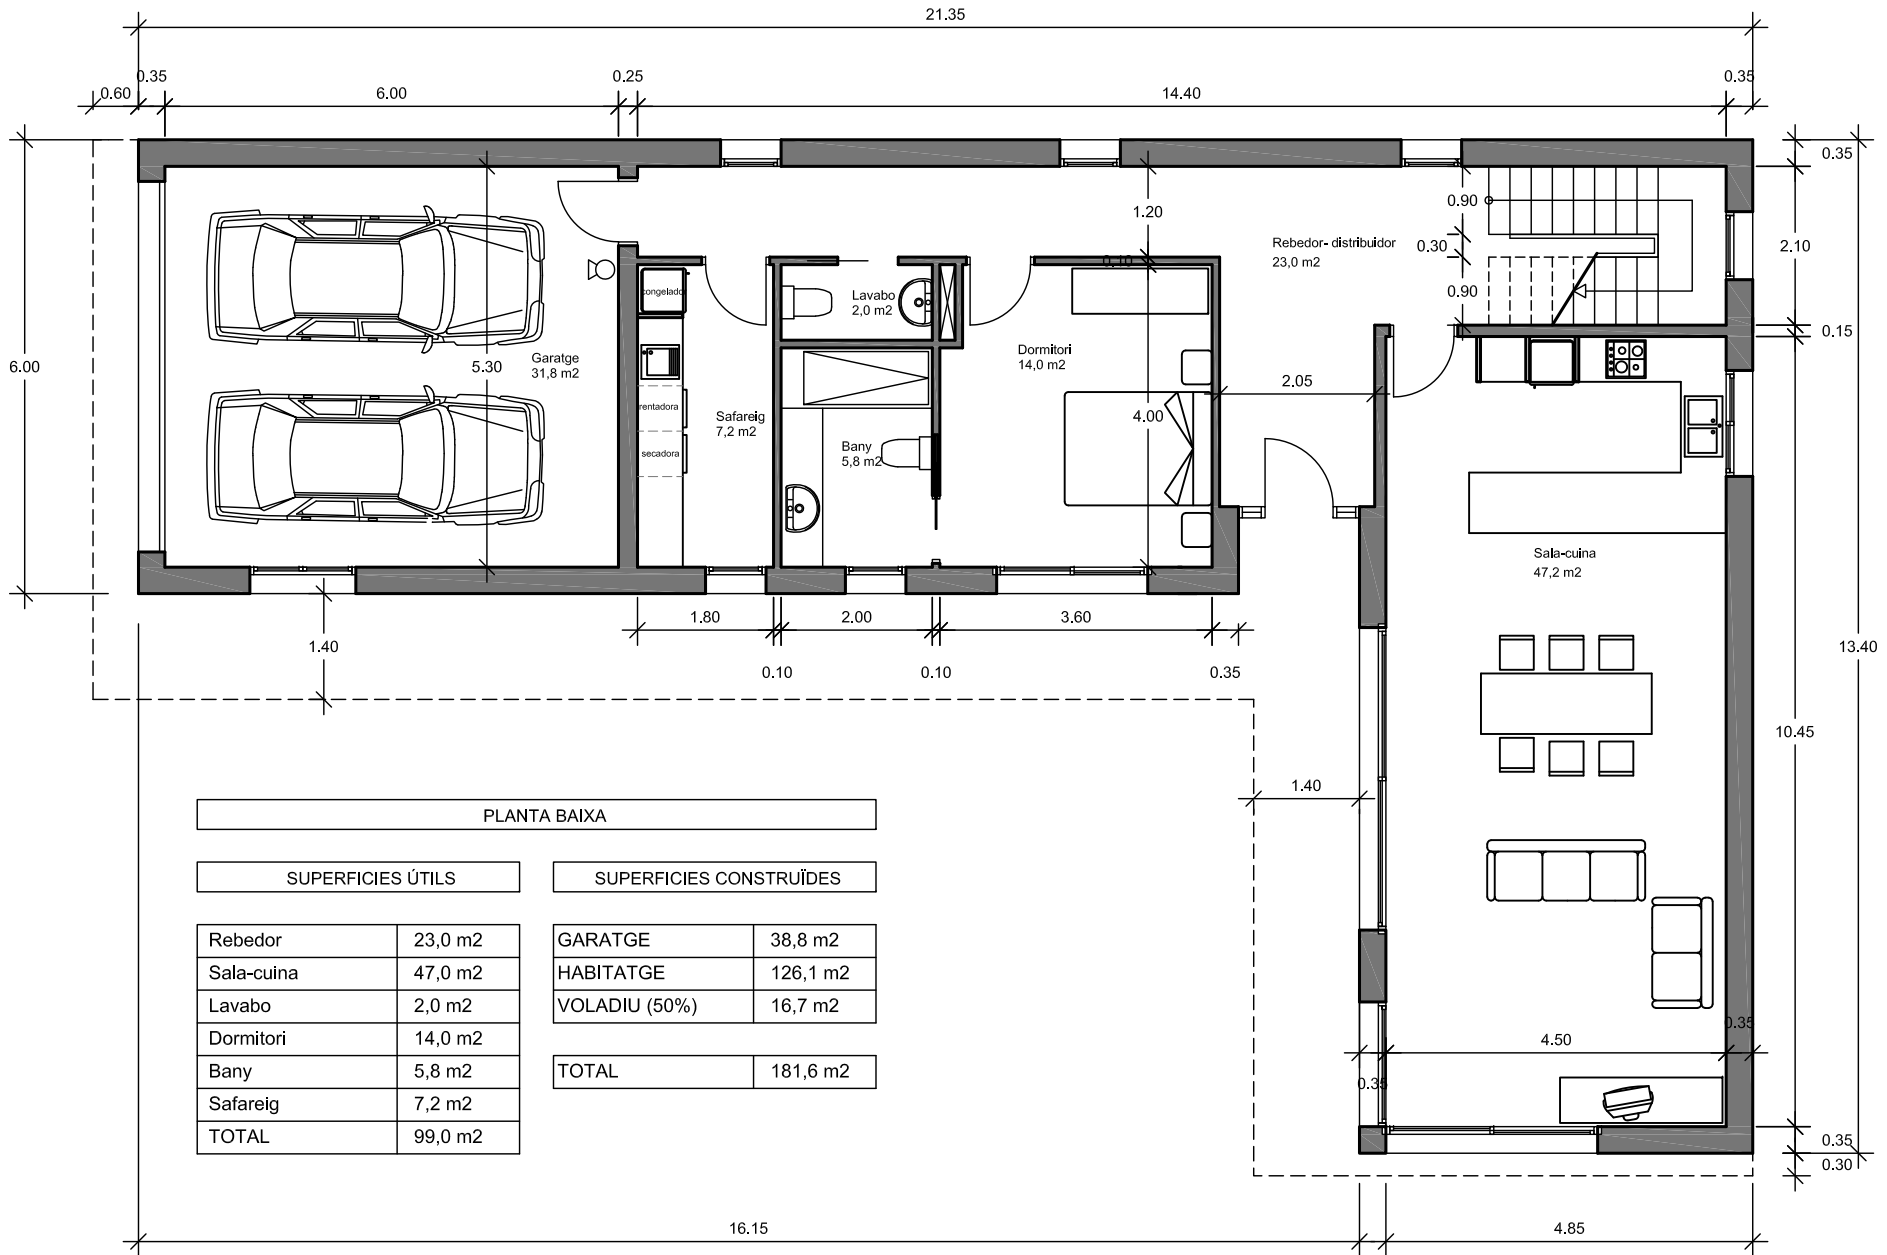 21.35
0.35
0.25
0.35
0.60
6.00
14.40
0.35
1.20
0.90
2.10
Rebedor- distribuidor
23,0 m2
0.30
0.10
congelador
Lavabo
2,0 m2
0.90
0.15
6.00
Garatge
31,8 m2
5.30
Dormitori
14,0 m2
2.05
rentadora
Safareig
7,2 m2
4.00
Bany
5,8 m2
secadora
Sala-cuina
47,2 m2
1.80
2.00
3.60
1.40
13.40
0.10
0.10
0.35
10.45
1.40
PLANTA BAIXA
SUPERFICIES ÚTILS
SUPERFICIES CONSTRUÏDES
Rebedor 23,0 m2
GARATGE 38,8 m2
Sala-cuina 47,0 m2
HABITATGE 126,1 m2
Lavabo 2,0 m2
VOLADIU (50%) 16,7 m2
Dormitori 14,0 m2
Bany 5,8 m2
TOTAL 181,6 m2
Safareig 7,2 m2
TOTAL 99,0 m2
0.35
4.50
0.35
0.35
0.30
16.15
4.85